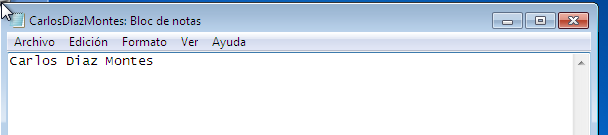 CarlosDiazMontes: Bloc de notas
Archivo Edición Formato Ver Ayuda
Carlos Diaz Montes